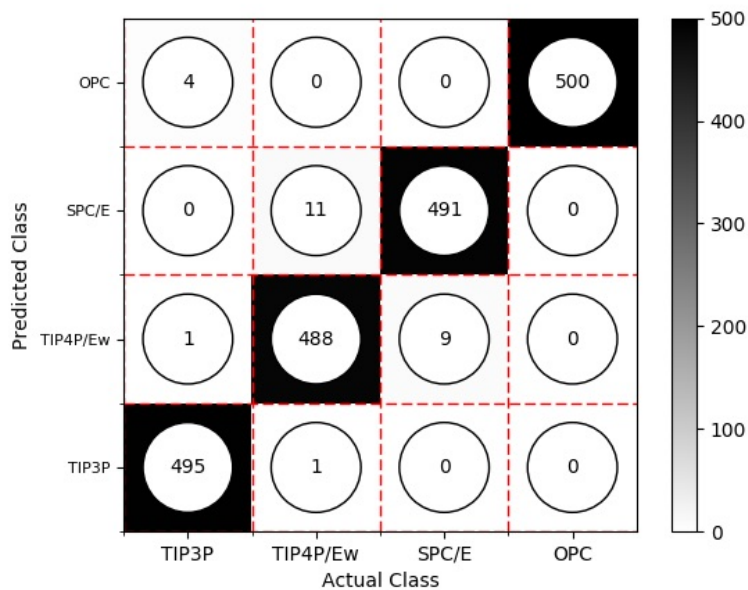 500
OPC 4 0 0 500
400
SPC/E 0 11 491 0
300
Predicted Class
200
TIP4P/Ew 1 488 9 0
100
TIP3P 495 1 0 0
0
TIP3P TIP4P/Ew SPC/E OPC
Actual Class